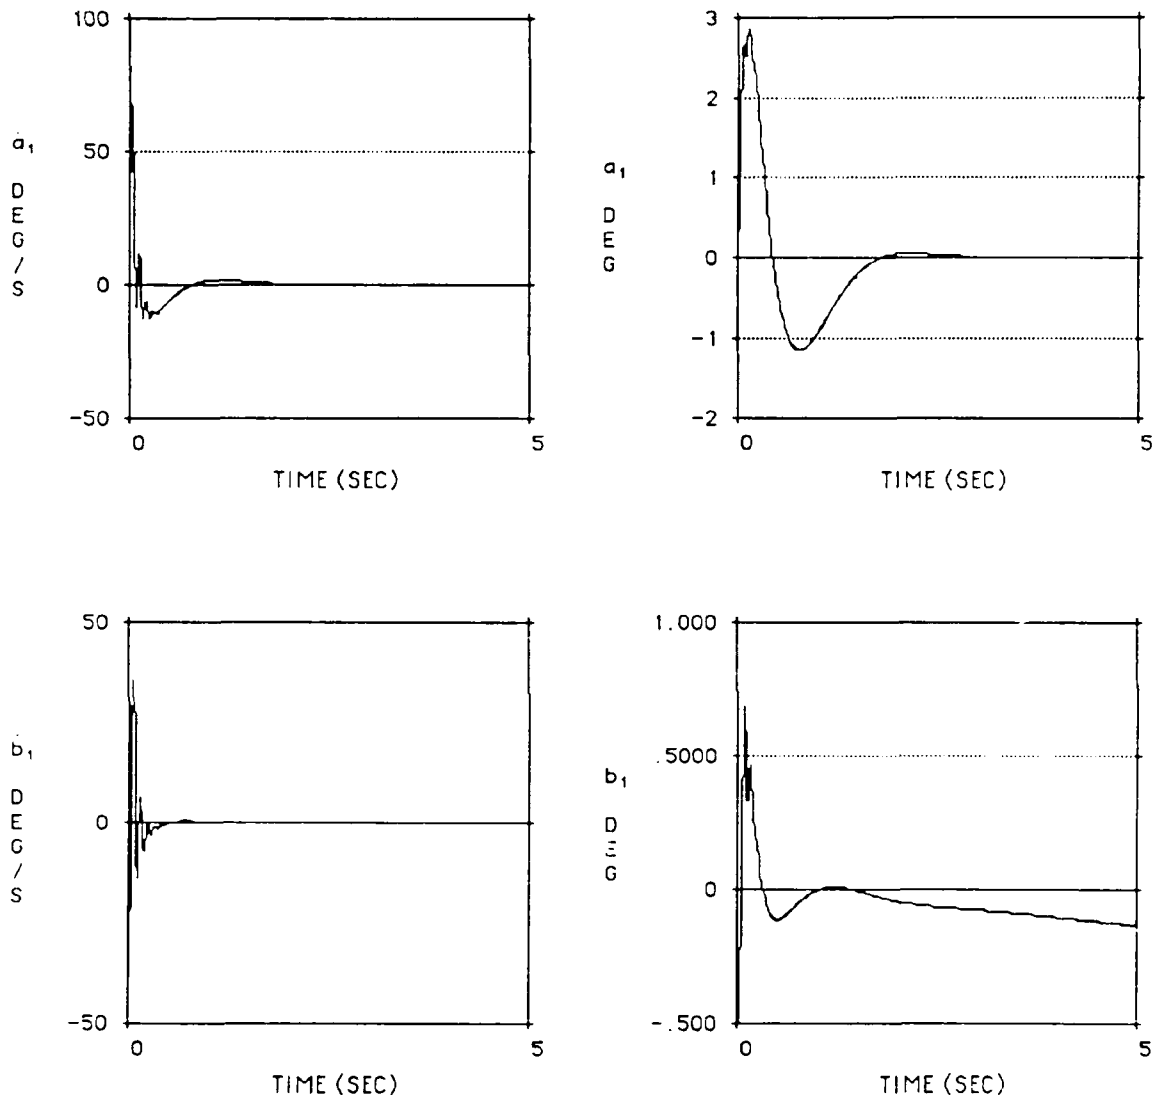 100
50
0
-50
ȧ₁
DEG/S
0
5
TIME (SEC)
3
2
1
0
-1
-2
a₁
DEG
0
5
TIME (SEC)
50
0
-50
ḃ₁
DEG/S
0
5
TIME (SEC)
1.000
.5000
0
-.500
b₁
DEG
0
5
TIME (SEC)